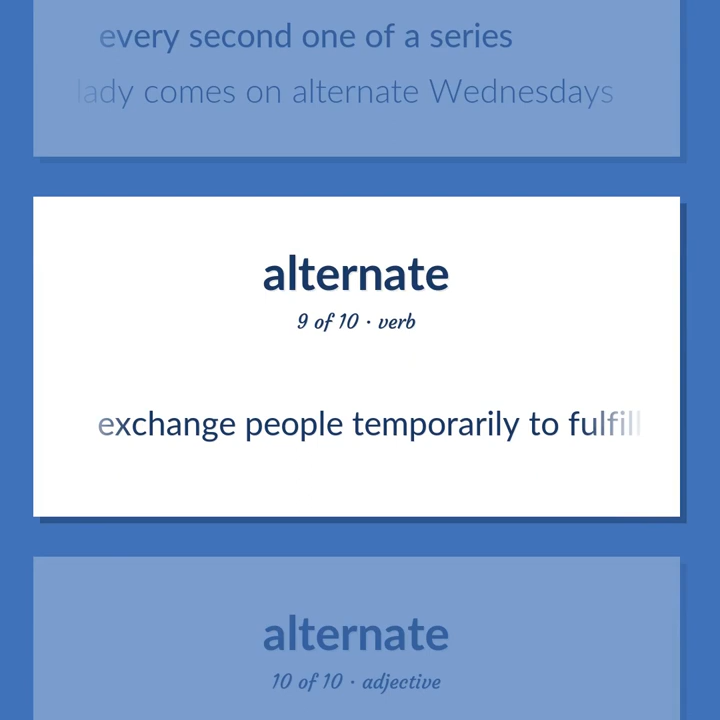 every second one of a series
lady comes on alternate Wednesdays
alternate
9 of 10 · verb
exchange people temporarily to fulfill
alternate
10 of 10 · adjective